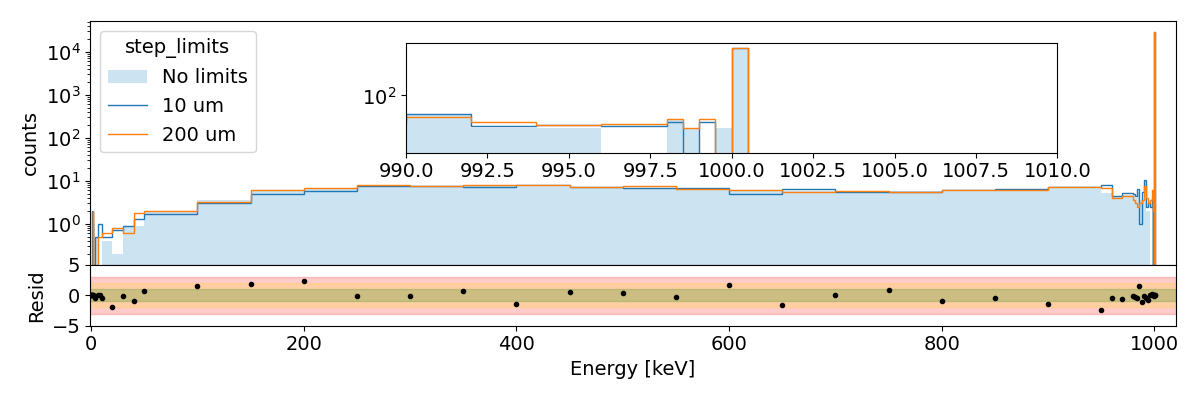 step_limits
No limits
10 um
200 um
counts
10^4
10^3
10^2
10^1
10^0
10^2
990.0 992.5 995.0 997.5 1000.0 1002.5 1005.0 1007.5 1010.0
Resid
5
0
−5
0 200 400 600 800 1000
Energy [keV]